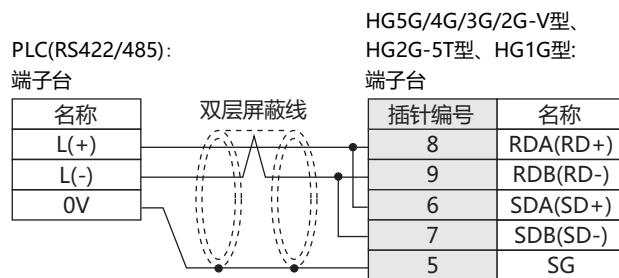 HG5G/4G/3G/2G-V型、
PLC(RS422/485):
HG2G-5T型、HG1G型:
端子台
端子台
名称
双层屏蔽线
插针编号
名称
L(+)
8
RDA(RD+)
L(-)
9
RDB(RD-)
0V
6
SDA(SD+)
7
SDB(SD-)
5
SG